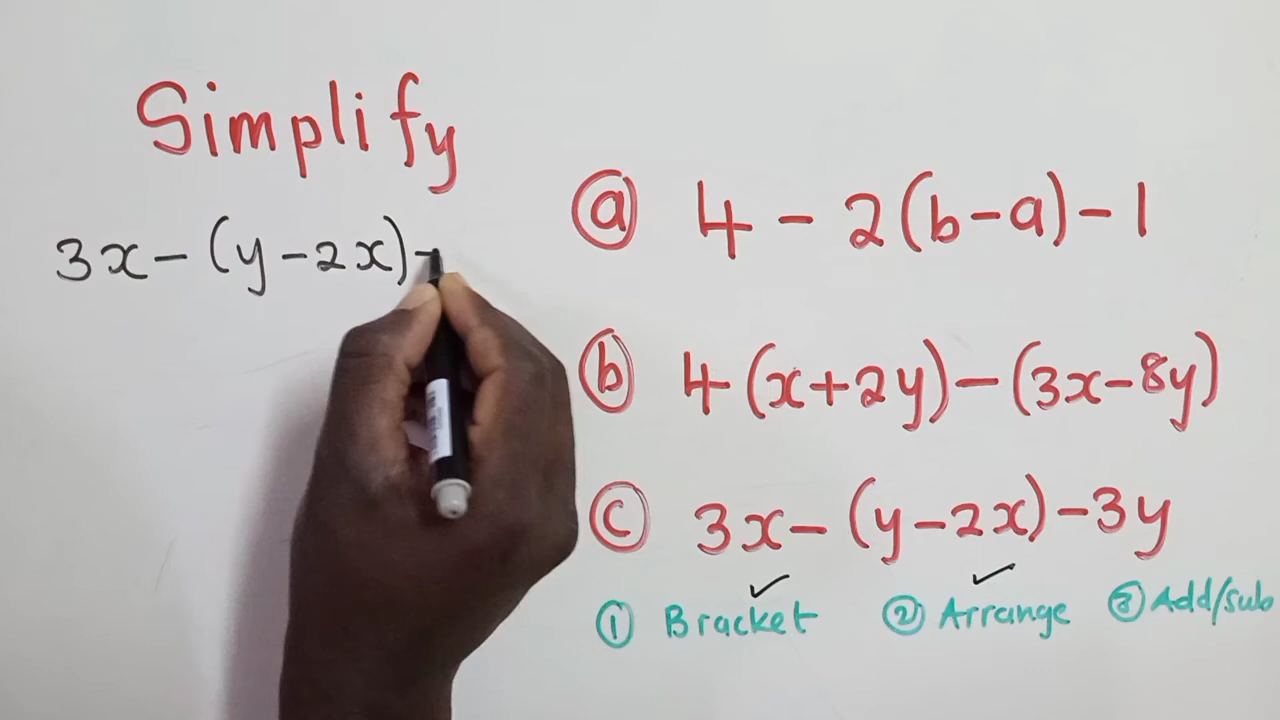 Simplify
3x-(y-2x)-
ⓐ 4 - 2(b-a)-1
ⓑ 4(x+2y)-(3x-8y)
ⓒ 3x-(y-2x)-3y
① Bracket ✓ ② Arrange ✓ ③ Add/sub